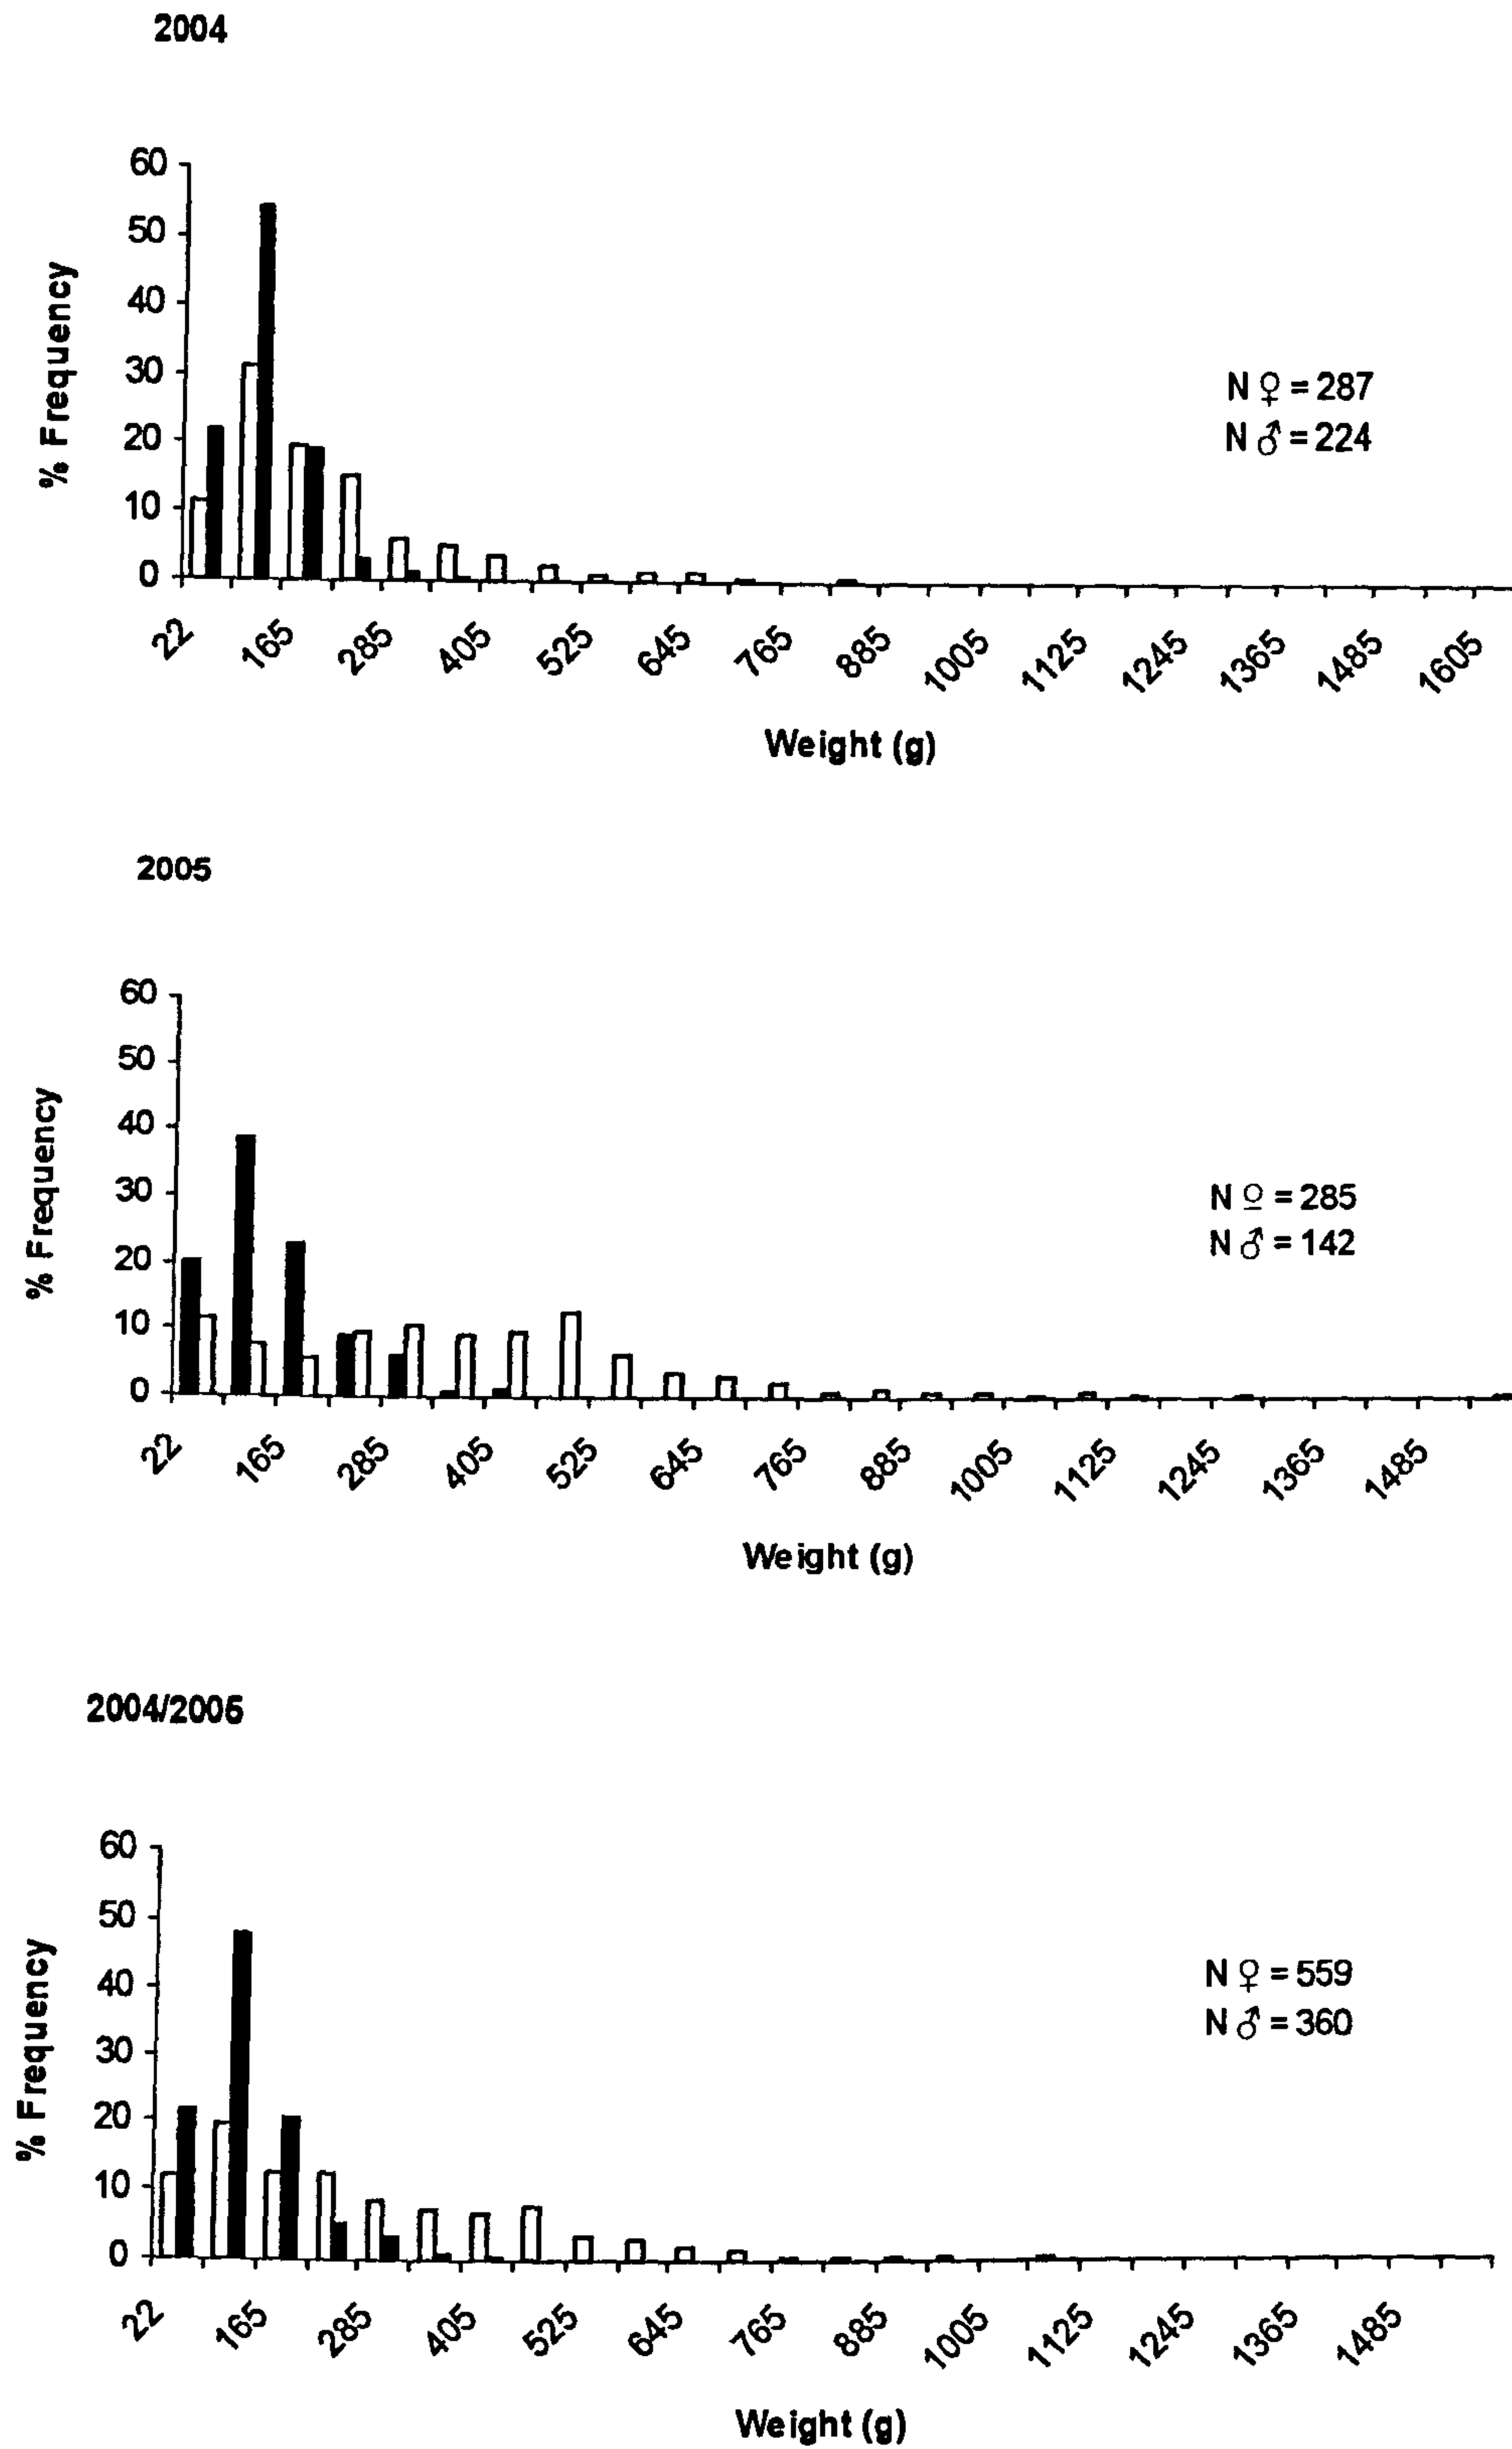 2004
60
50
40
30
20
10
0
% Frequency
N ♀ = 287
N ♂ = 224
22 165 285 405 525 645 765 885 1005 1125 1245 1365 1485 1605
Weight (g)
2005
60
50
40
30
20
10
0
% Frequency
N ♀ = 285
N ♂ = 142
22 165 285 405 525 645 765 885 1005 1125 1245 1365 1485
Weight (g)
2004/2005
60
50
40
30
20
10
0
% Frequency
N ♀ = 559
N ♂ = 360
22 165 285 405 525 645 765 885 1005 1125 1245 1365 1485
Weight (g)